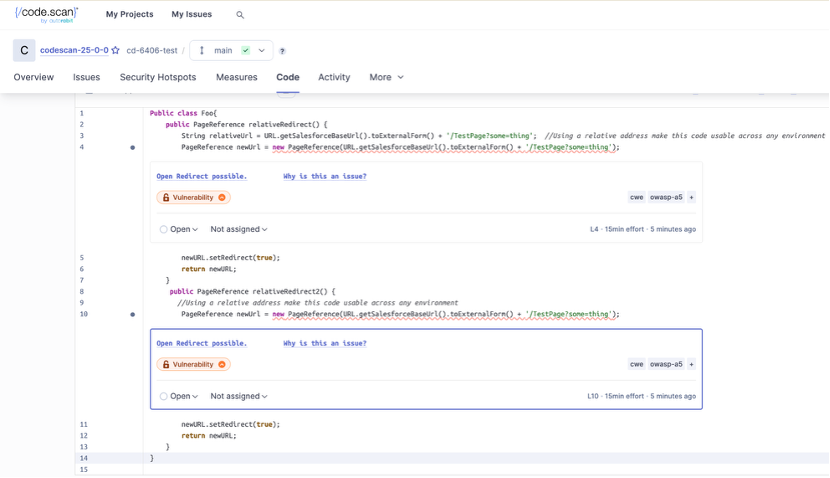 [/code.scan]
by autorabit
My Projects My Issues
C codescan-25-0-0 cd-6406-test / main ?
Overview Issues Security Hotspots Measures Code Activity More
1 Public class Foo{
2 public PageReference relativeRedirect() {
3 String relativeUrl = URL.getSalesforceBaseUrl().toExternalForm() + '/TestPage?some=thing'; //Using a relative address make this code usable across any environment
4 PageReference newUrl = new PageReference(URL.getSalesforceBaseUrl().toExternalForm() + '/TestPage?some=thing');
Open Redirect possible. Why is this an issue?
Vulnerability cwe owasp-a5 +
Open Not assigned L4 · 15min effort · 5 minutes ago
5 newURL.setRedirect(true);
6 return newURL;
7 }
8 public PageReference relativeRedirect2() {
9 //Using a relative address make this code usable across any environment
10 PageReference newUrl = new PageReference(URL.getSalesforceBaseUrl().toExternalForm() + '/TestPage?some=thing');
Open Redirect possible. Why is this an issue?
Vulnerability cwe owasp-a5 +
Open Not assigned L10 · 15min effort · 5 minutes ago
11 newURL.setRedirect(true);
12 return newURL;
13 }
14 }
15